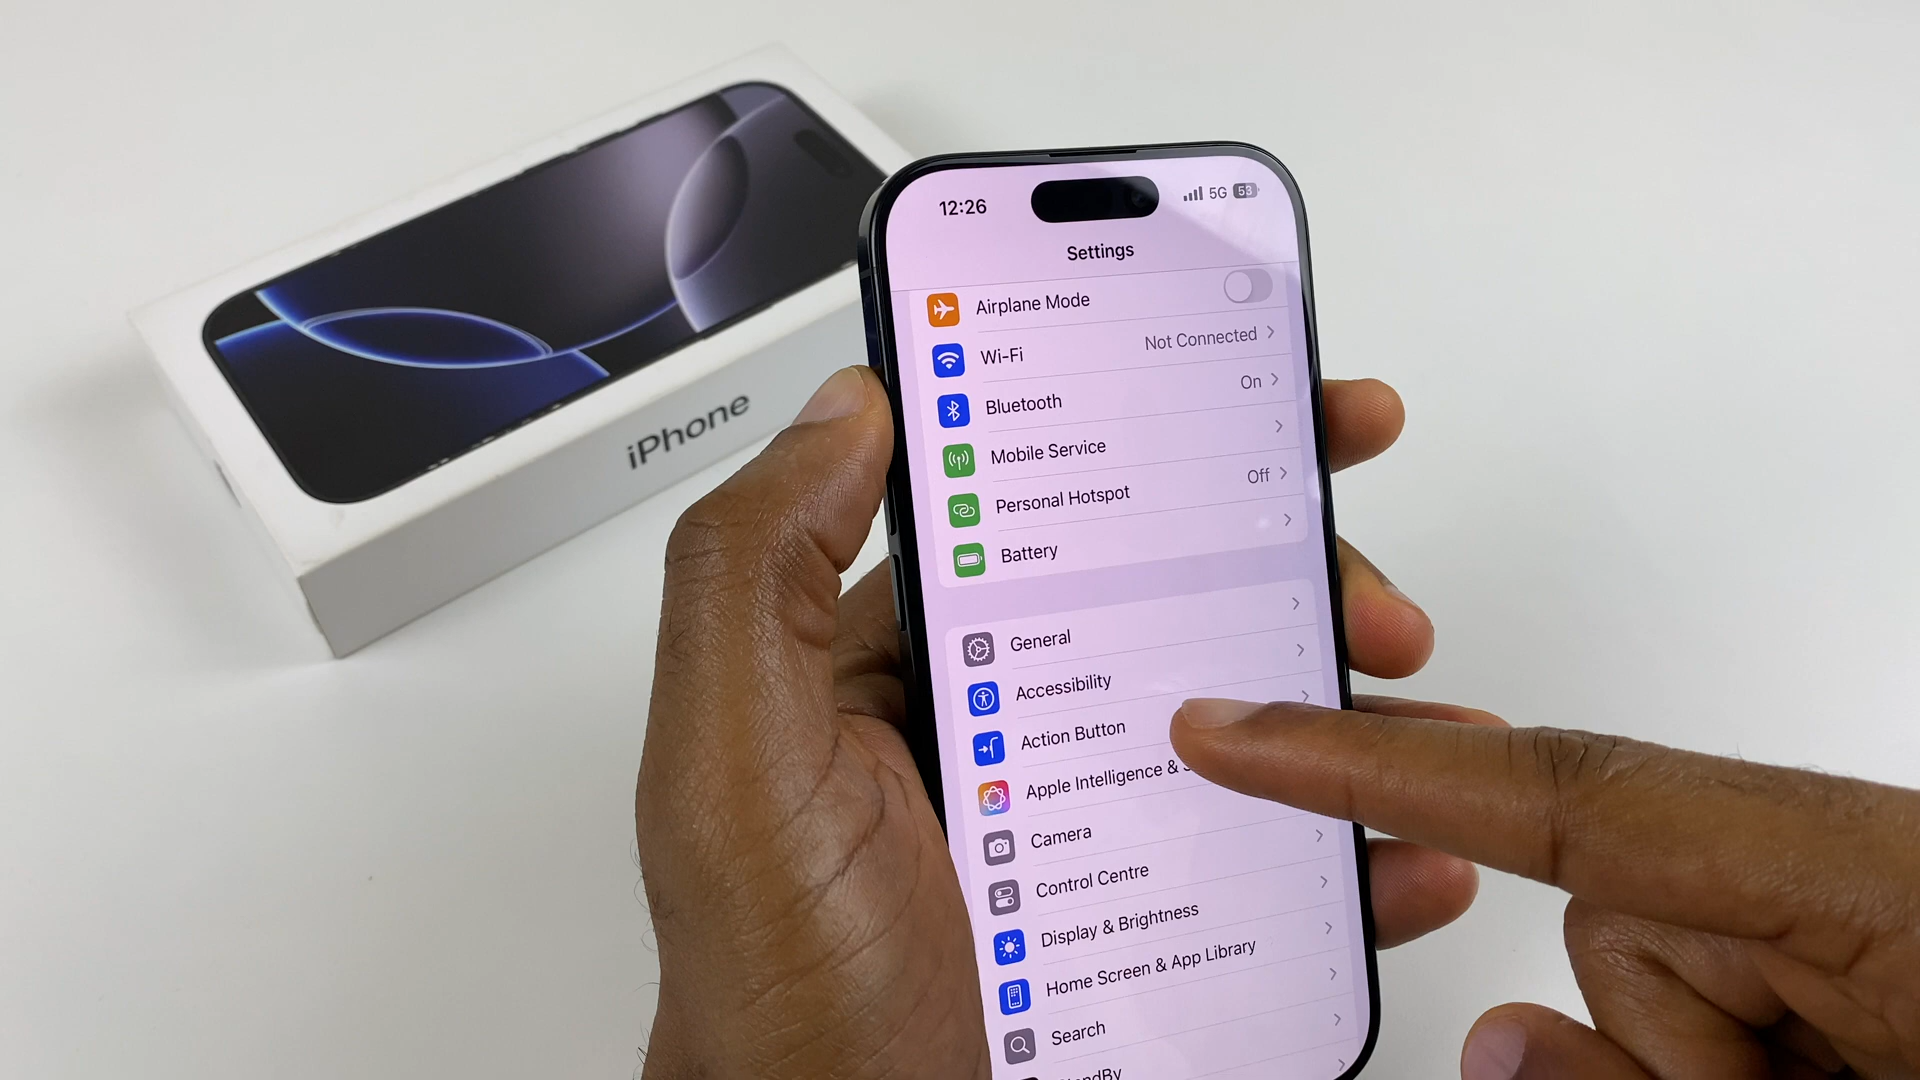 iPhone
12:26 5G 53
Settings
Airplane Mode
Wi-Fi Not Connected
Bluetooth On
Mobile Service
Personal Hotspot Off
Battery
General
Accessibility
Action Button
Apple Intelligence &
Camera
Control Centre
Display & Brightness
Home Screen & App Library
Search